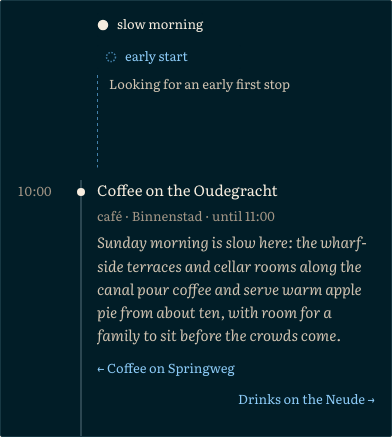 slow morning
early start
Looking for an early first stop
10:00 Coffee on the Oudegracht
café · Binnenstad · until 11:00
Sunday morning is slow here: the wharf-
side terraces and cellar rooms along the
canal pour coffee and serve warm apple
pie from about ten, with room for a
family to sit before the crowds come.
← Coffee on Springweg
Drinks on the Neude →